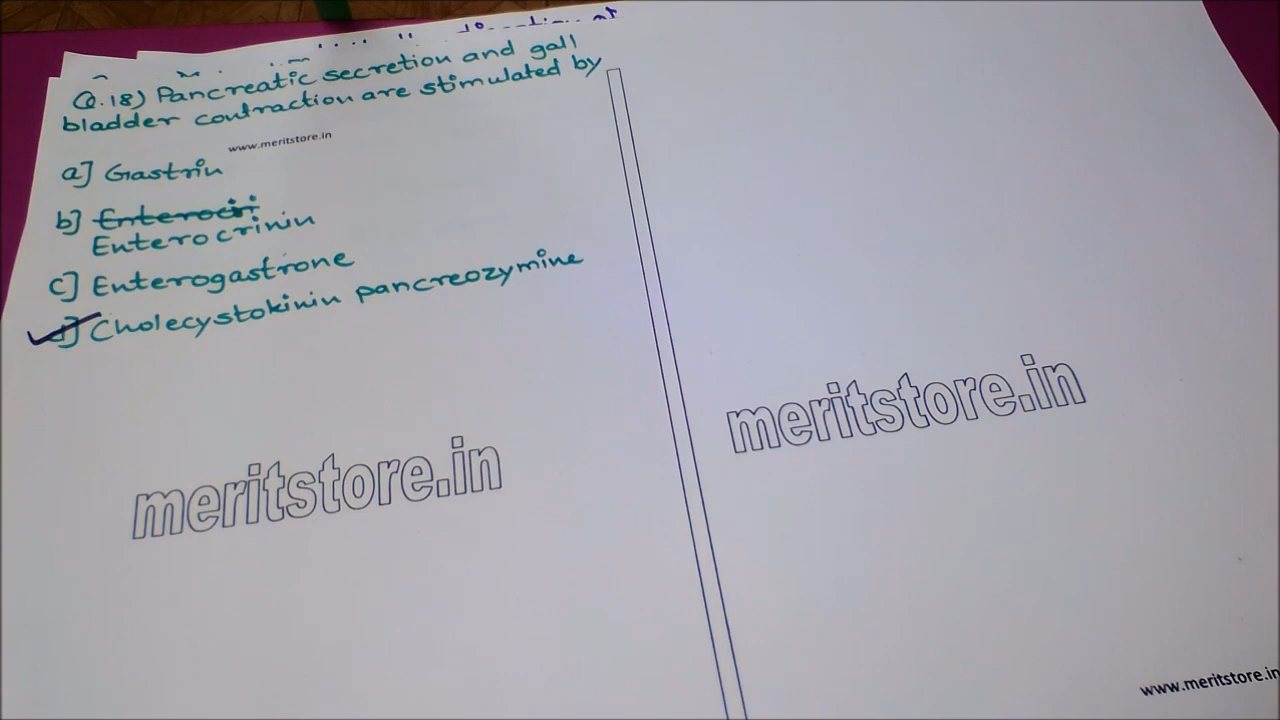 Q.18) Pancreatic secretion and gall
bladder contraction are stimulated by
www.meritstore.in
a] Gastrin
b] Enterocri
Enterocrinin
c] Enterogastrone
d] Cholecystokinin pancreozymine
meritstore.in
meritstore.in
www.meritstore.in